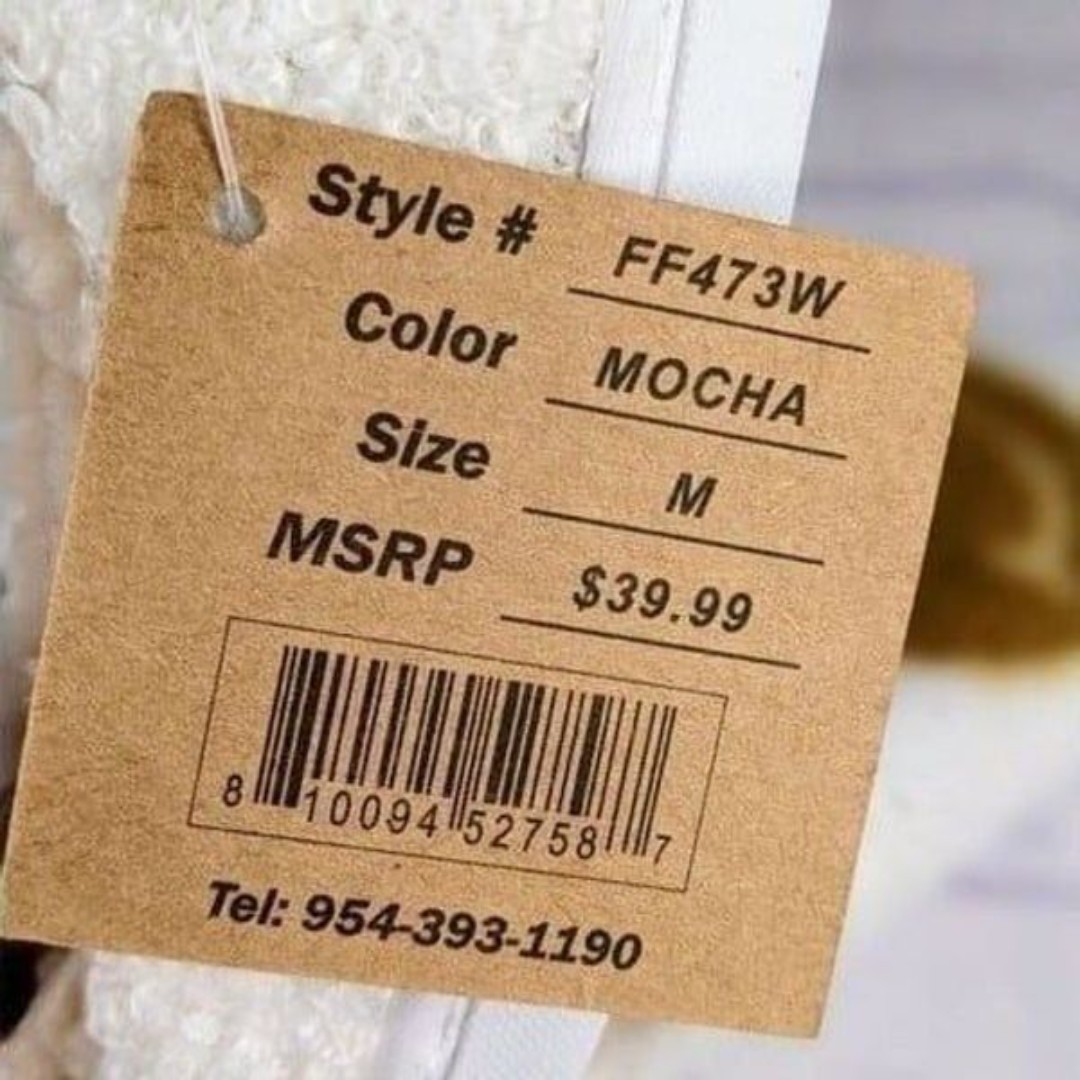 Style # FF473W
Color MOCHA
Size M
MSRP $39.99
8 10094 52758 7
Tel: 954-393-1190